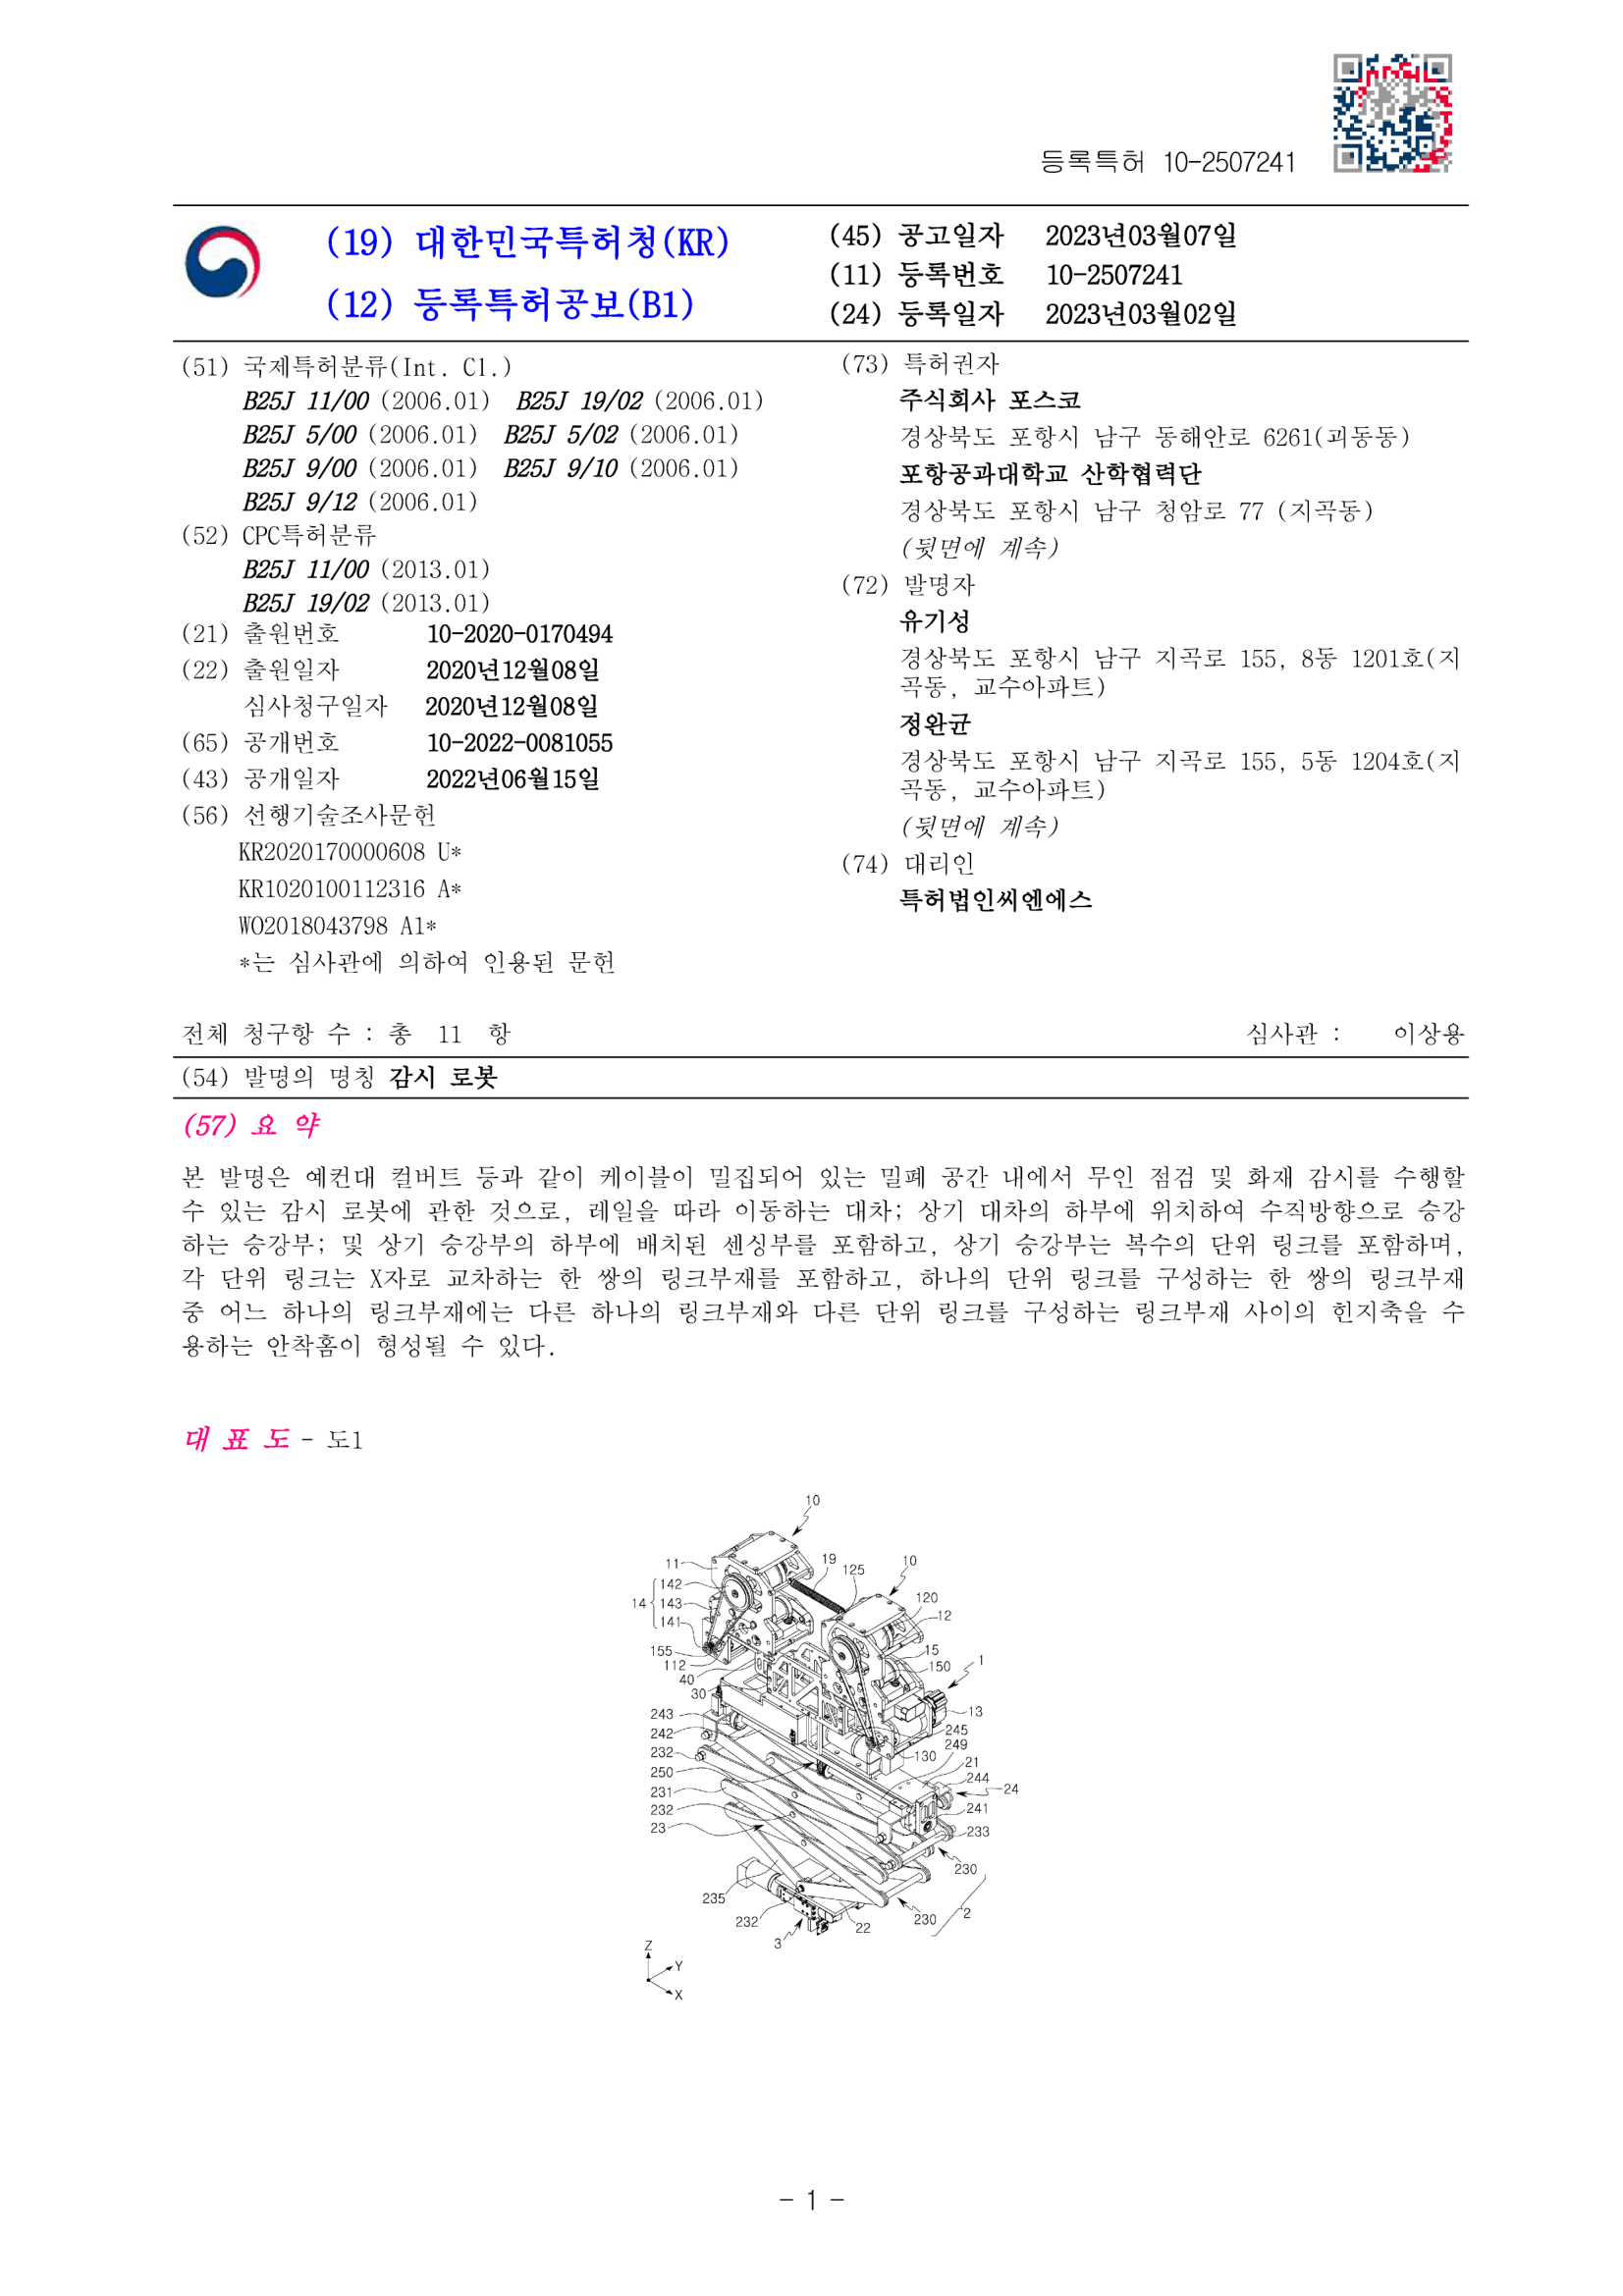 등록특허 10-2507241
(19) 대한민국특허청(KR)
(12) 등록특허공보(B1)
(45) 공고일자 2023년03월07일
(11) 등록번호 10-2507241
(24) 등록일자 2023년03월02일
(51) 국제특허분류(Int. Cl.)
B25J 11/00 (2006.01) B25J 19/02 (2006.01)
B25J 5/00 (2006.01) B25J 5/02 (2006.01)
B25J 9/00 (2006.01) B25J 9/10 (2006.01)
B25J 9/12 (2006.01)
(52) CPC특허분류
B25J 11/00 (2013.01)
B25J 19/02 (2013.01)
(21) 출원번호 10-2020-0170494
(22) 출원일자 2020년12월08일
심사청구일자 2020년12월08일
(65) 공개번호 10-2022-0081055
(43) 공개일자 2022년06월15일
(56) 선행기술조사문헌
KR2020170000608 U*
KR1020100112316 A*
WO2018043798 A1*
*는 심사관에 의하여 인용된 문헌
(73) 특허권자
주식회사 포스코
경상북도 포항시 남구 동해안로 6261(괴동동)
포항공과대학교 산학협력단
경상북도 포항시 남구 청암로 77 (지곡동)
(뒷면에 계속)
(72) 발명자
유기성
경상북도 포항시 남구 지곡로 155, 8동 1201호(지
곡동, 교수아파트)
정완균
경상북도 포항시 남구 지곡로 155, 5동 1204호(지
곡동, 교수아파트)
(뒷면에 계속)
(74) 대리인
특허법인씨엔에스
전체 청구항 수 : 총 11 항 심사관 : 이상용
(54) 발명의 명칭 감시 로봇
(57) 요 약
본 발명은 예컨대 컬버트 등과 같이 케이블이 밀집되어 있는 밀폐 공간 내에서 무인 점검 및 화재 감시를 수행할
수 있는 감시 로봇에 관한 것으로, 레일을 따라 이동하는 대차; 상기 대차의 하부에 위치하여 수직방향으로 승강
하는 승강부; 및 상기 승강부의 하부에 배치된 센싱부를 포함하고, 상기 승강부는 복수의 단위 링크를 포함하며,
각 단위 링크는 X자로 교차하는 한 쌍의 링크부재를 포함하고, 하나의 단위 링크를 구성하는 한 쌍의 링크부재
중 어느 하나의 링크부재에는 다른 하나의 링크부재와 다른 단위 링크를 구성하는 링크부재 사이의 힌지축을 수
용하는 안착홈이 형성될 수 있다.
대 표 도 - 도1
10
11
19
125
10
142
14 143
141
120
12
155
112
15
150
1
40
30
13
243
242
245
249
232
130
21
250
244
24
231
241
232
23
233
230
235
232
22
230
2
3
Z
Y
X
- 1 -